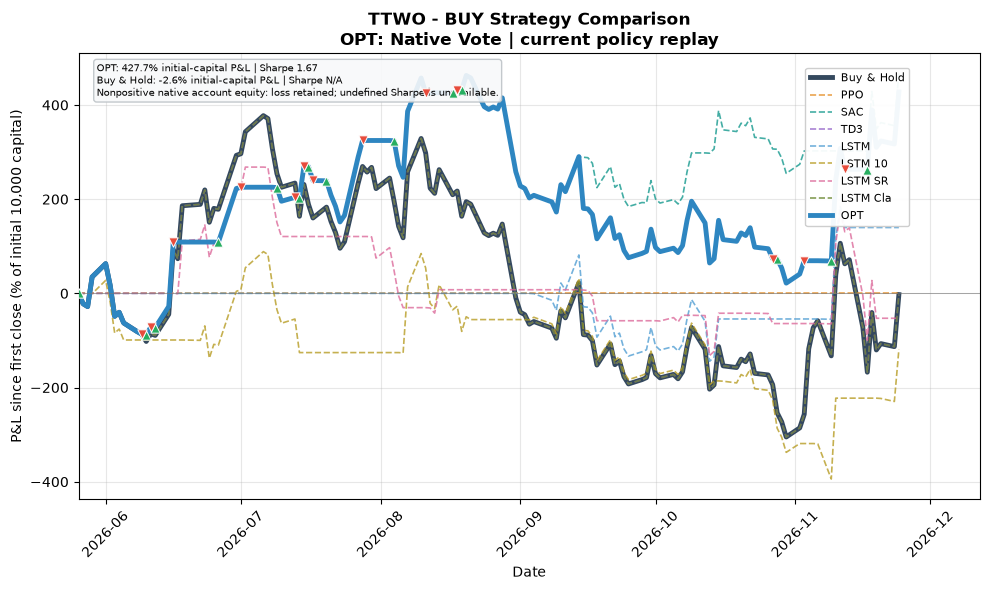 TTWO - BUY Strategy Comparison
OPT: Native Vote | current policy replay
OPT: 427.7% initial-capital P&L | Sharpe 1.67
Buy & Hold: -2.6% initial-capital P&L | Sharpe N/A
Nonpositive native account equity: loss retained; undefined Sharpe is unavailable.
Buy & Hold
PPO
SAC
TD3
LSTM
LSTM 10
LSTM SR
LSTM Cla
OPT
P&L since first close (% of initial 10,000 capital)
400
200
0
−200
−400
2026-06
2026-07
2026-08
2026-09
2026-10
2026-11
2026-12
Date